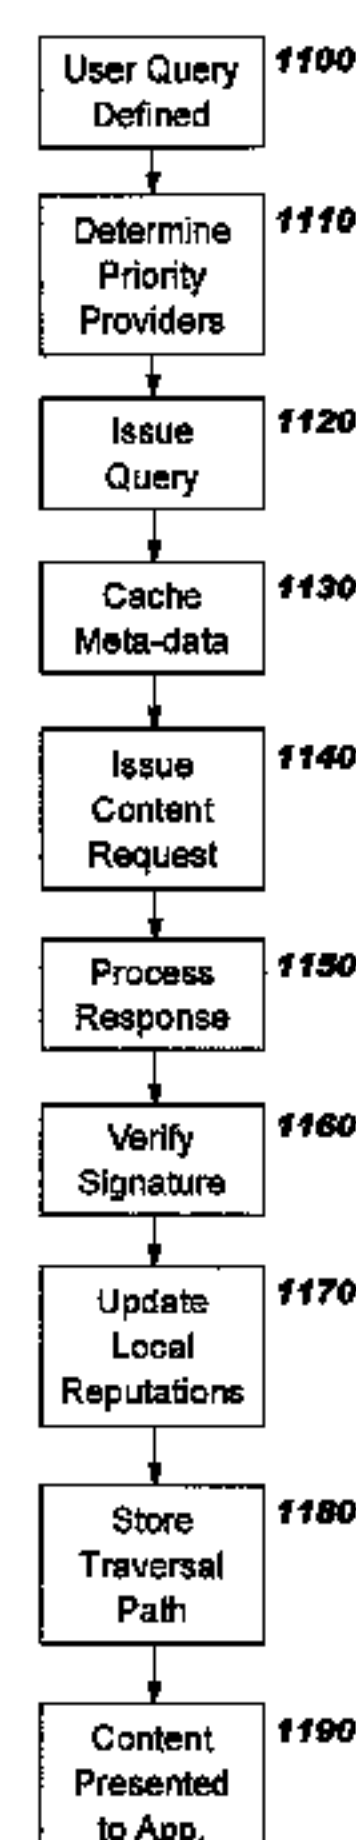 User Query 1100
Defined
Determine 1110
Priority
Providers
Issue 1120
Query
Cache 1130
Meta-data
Issue 1140
Content
Request
Process 1150
Response
Verify 1160
Signature
Update 1170
Local
Reputations
Store 1180
Traversal
Path
Content 1190
Presented
to App.